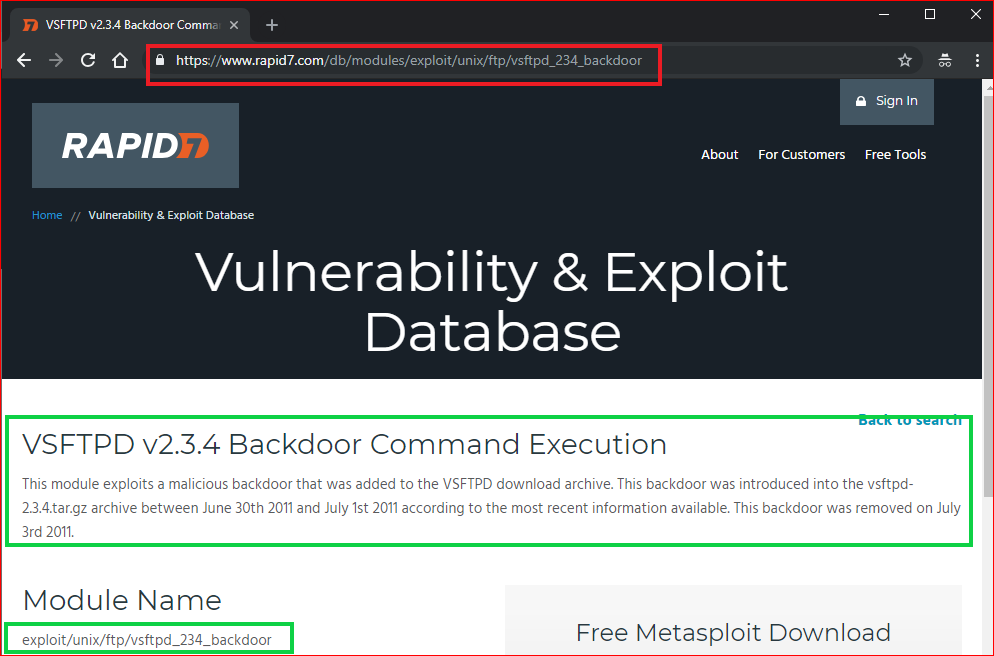 VSFTPD v2.3.4 Backdoor Comma
https://www.rapid7.com/db/modules/exploit/unix/ftp/vsftpd_234_backdoor
Sign In
RAPID7
About For Customers Free Tools
Home // Vulnerability & Exploit Database
Vulnerability & Exploit
Database
Back to search
VSFTPD v2.3.4 Backdoor Command Execution
This module exploits a malicious backdoor that was added to the VSFTPD download archive. This backdoor was introduced into the vsftpd-
2.3.4.tar.gz archive between June 30th 2011 and July 1st 2011 according to the most recent information available. This backdoor was removed on July
3rd 2011.
Module Name
exploit/unix/ftp/vsftpd_234_backdoor
Free Metasploit Download